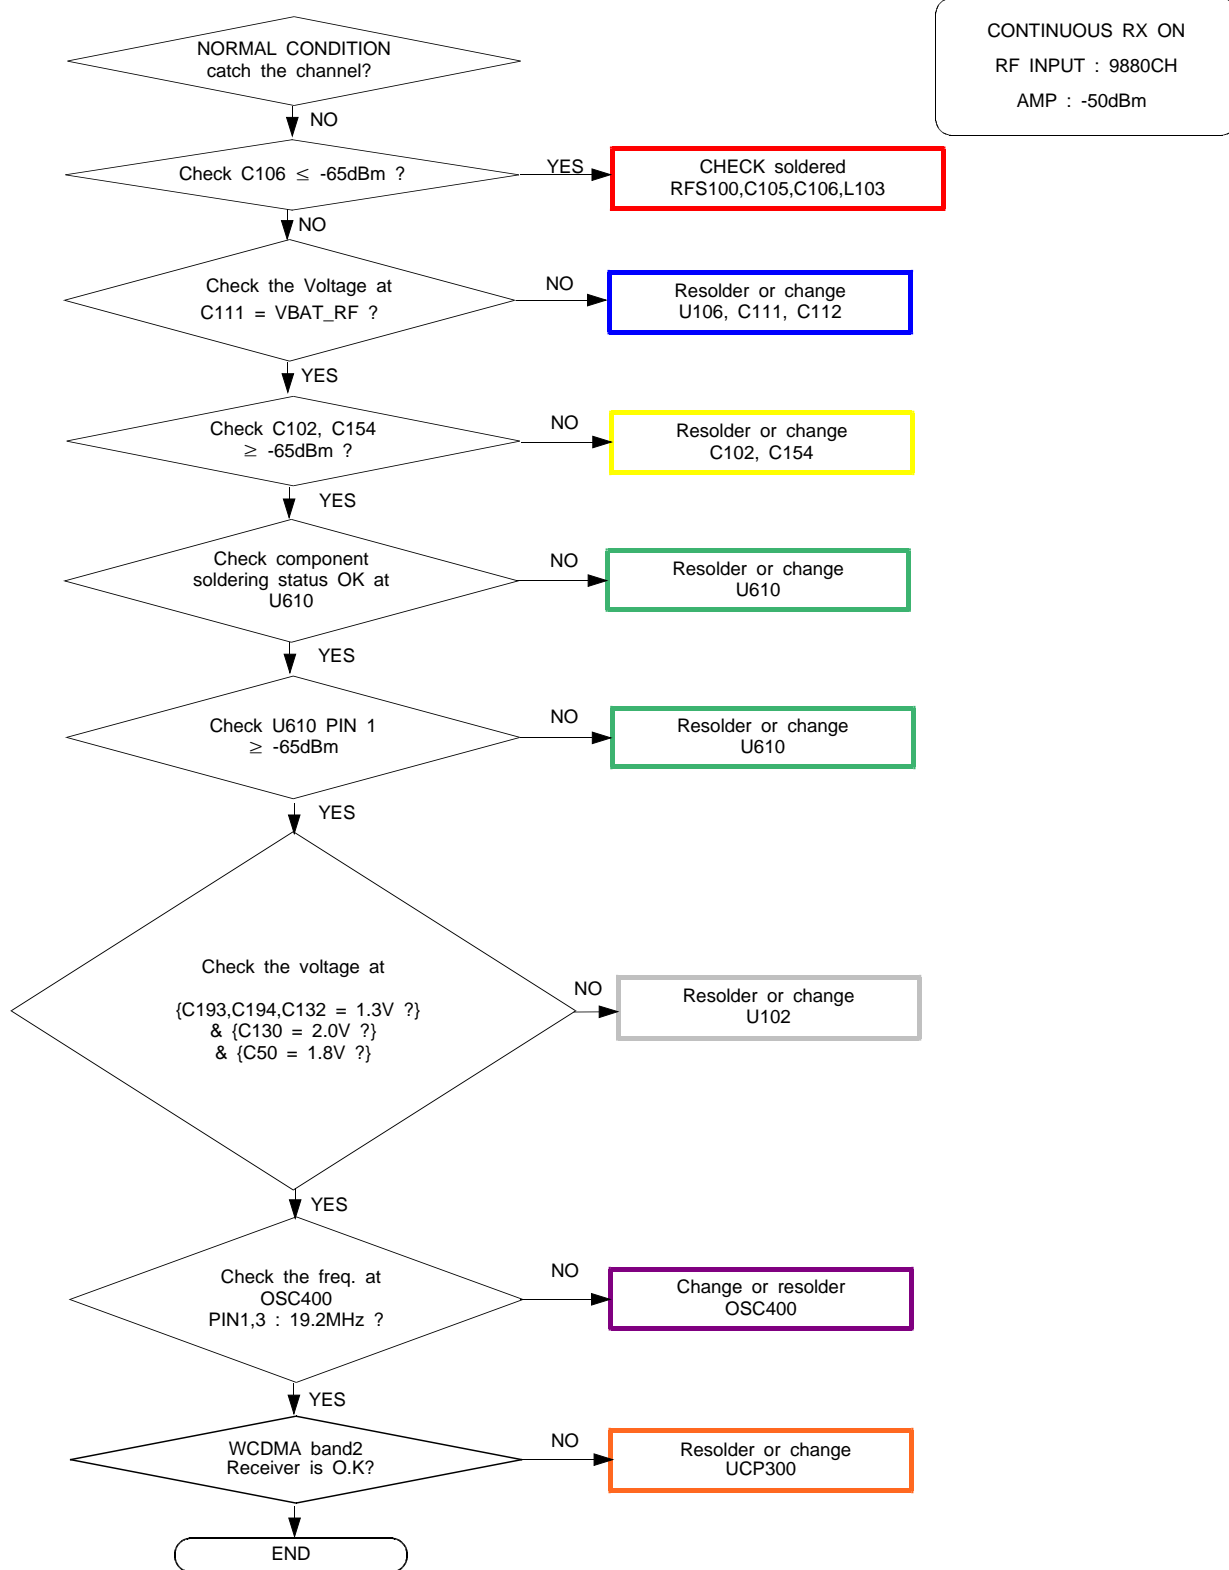 CONTINUOUS RX ON
RF INPUT : 9880CH
AMP : -50dBm
NORMAL CONDITION
catch the channel?
NO
Check C106 ≤ -65dBm ?
YES
CHECK soldered
RFS100,C105,C106,L103
NO
Check the Voltage at
C111 = VBAT_RF ?
NO
Resolder or change
U106, C111, C112
YES
Check C102, C154
≥ -65dBm ?
NO
Resolder or change
C102, C154
YES
Check component
soldering status OK at
U610
NO
Resolder or change
U610
YES
Check U610 PIN 1
≥ -65dBm
NO
Resolder or change
U610
YES
Check the voltage at
{C193,C194,C132 = 1.3V ?}
& {C130 = 2.0V ?}
& {C50 = 1.8V ?}
NO
Resolder or change
U102
YES
Check the freq. at
OSC400
PIN1,3 : 19.2MHz ?
NO
Change or resolder
OSC400
YES
WCDMA band2
Receiver is O.K?
NO
Resolder or change
UCP300
END